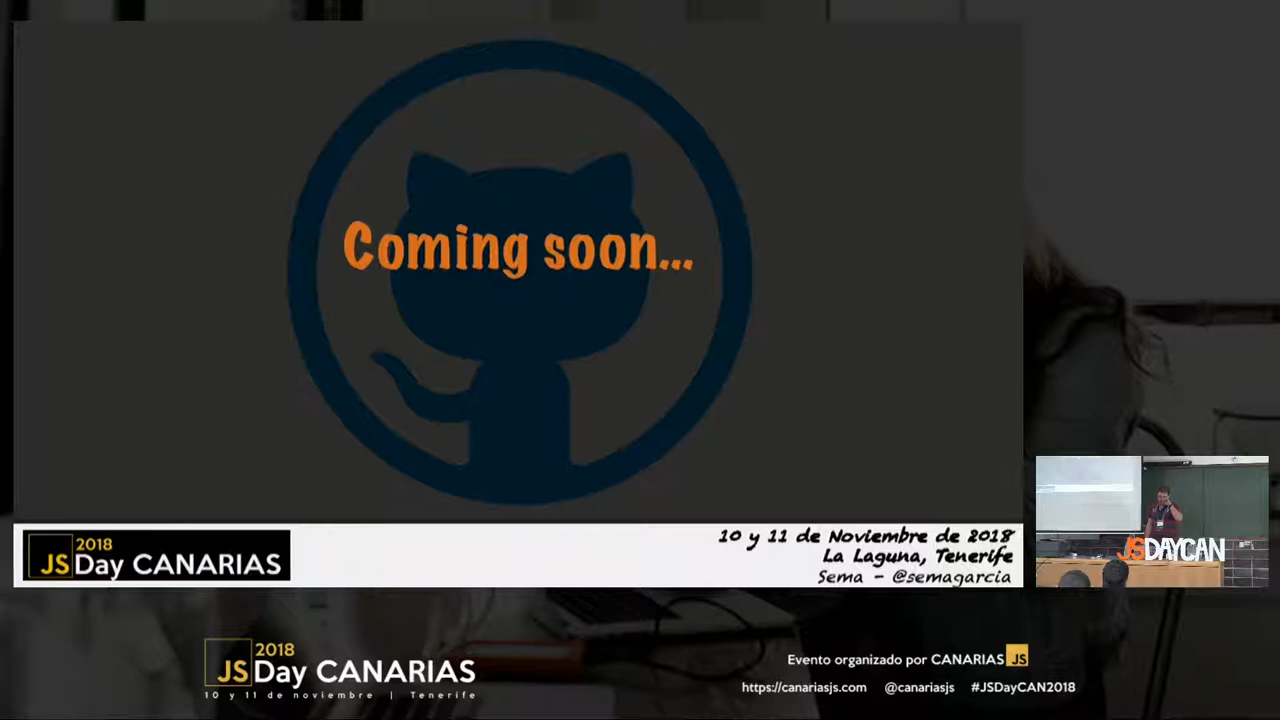 Coming soon...
2018
JS Day CANARIAS
10 y 11 de Noviembre de 2018
La Laguna, Tenerife
Sema - @semagarcia
JSDAYCAN
2018
JS Day CANARIAS
10 y 11 de noviembre | Tenerife
Evento organizado por CANARIAS JS
https://canariasjs.com @canariasjs #JSDayCAN2018